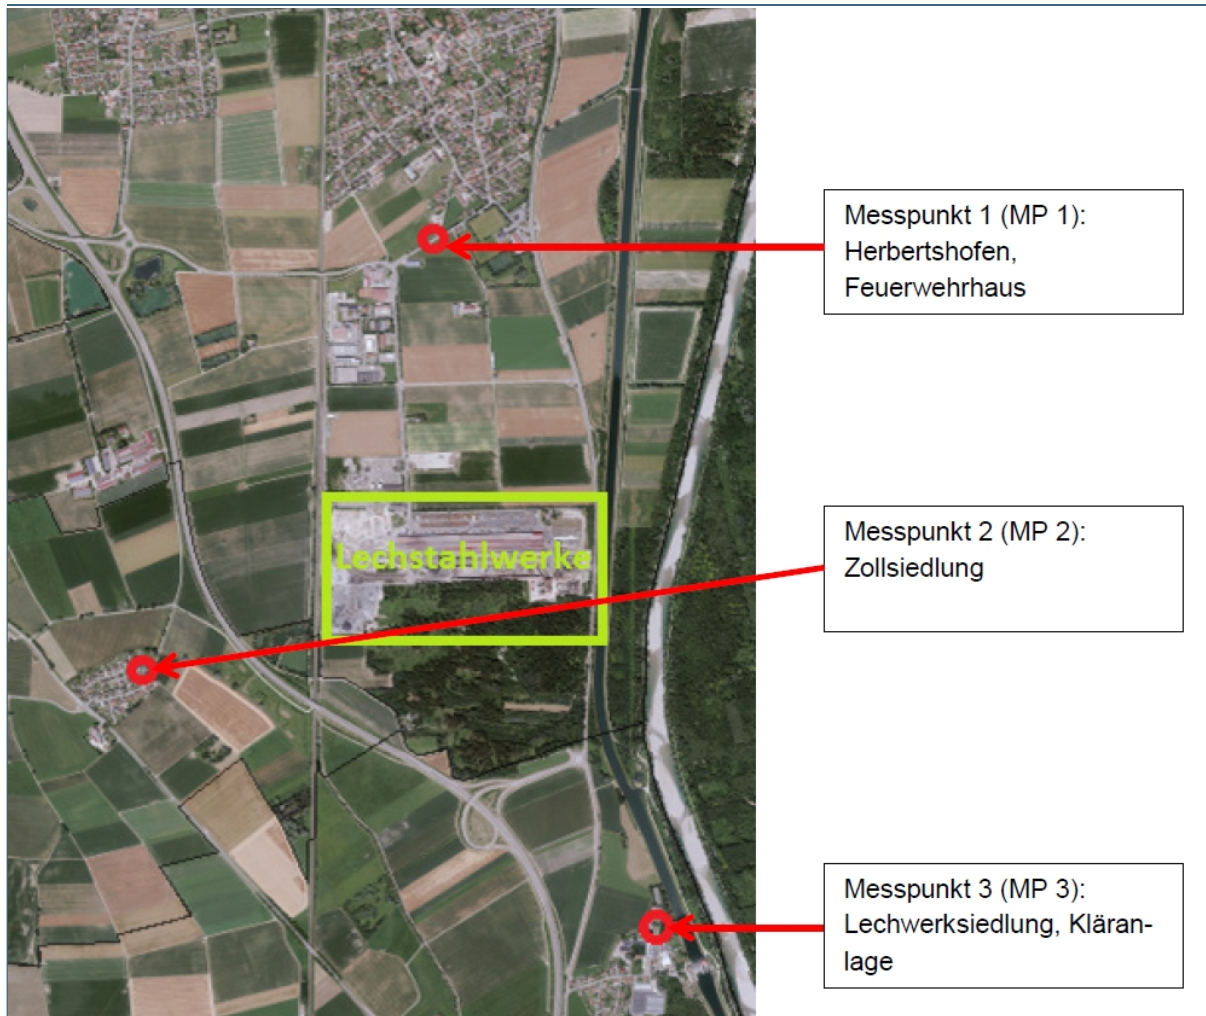 Messpunkt 1 (MP 1):
Herbertshofen,
Feuerwehrhaus
Lechstahlwerke
Messpunkt 2 (MP 2):
Zollsiedlung
Messpunkt 3 (MP 3):
Lechwerksiedlung, Kläran-
lage